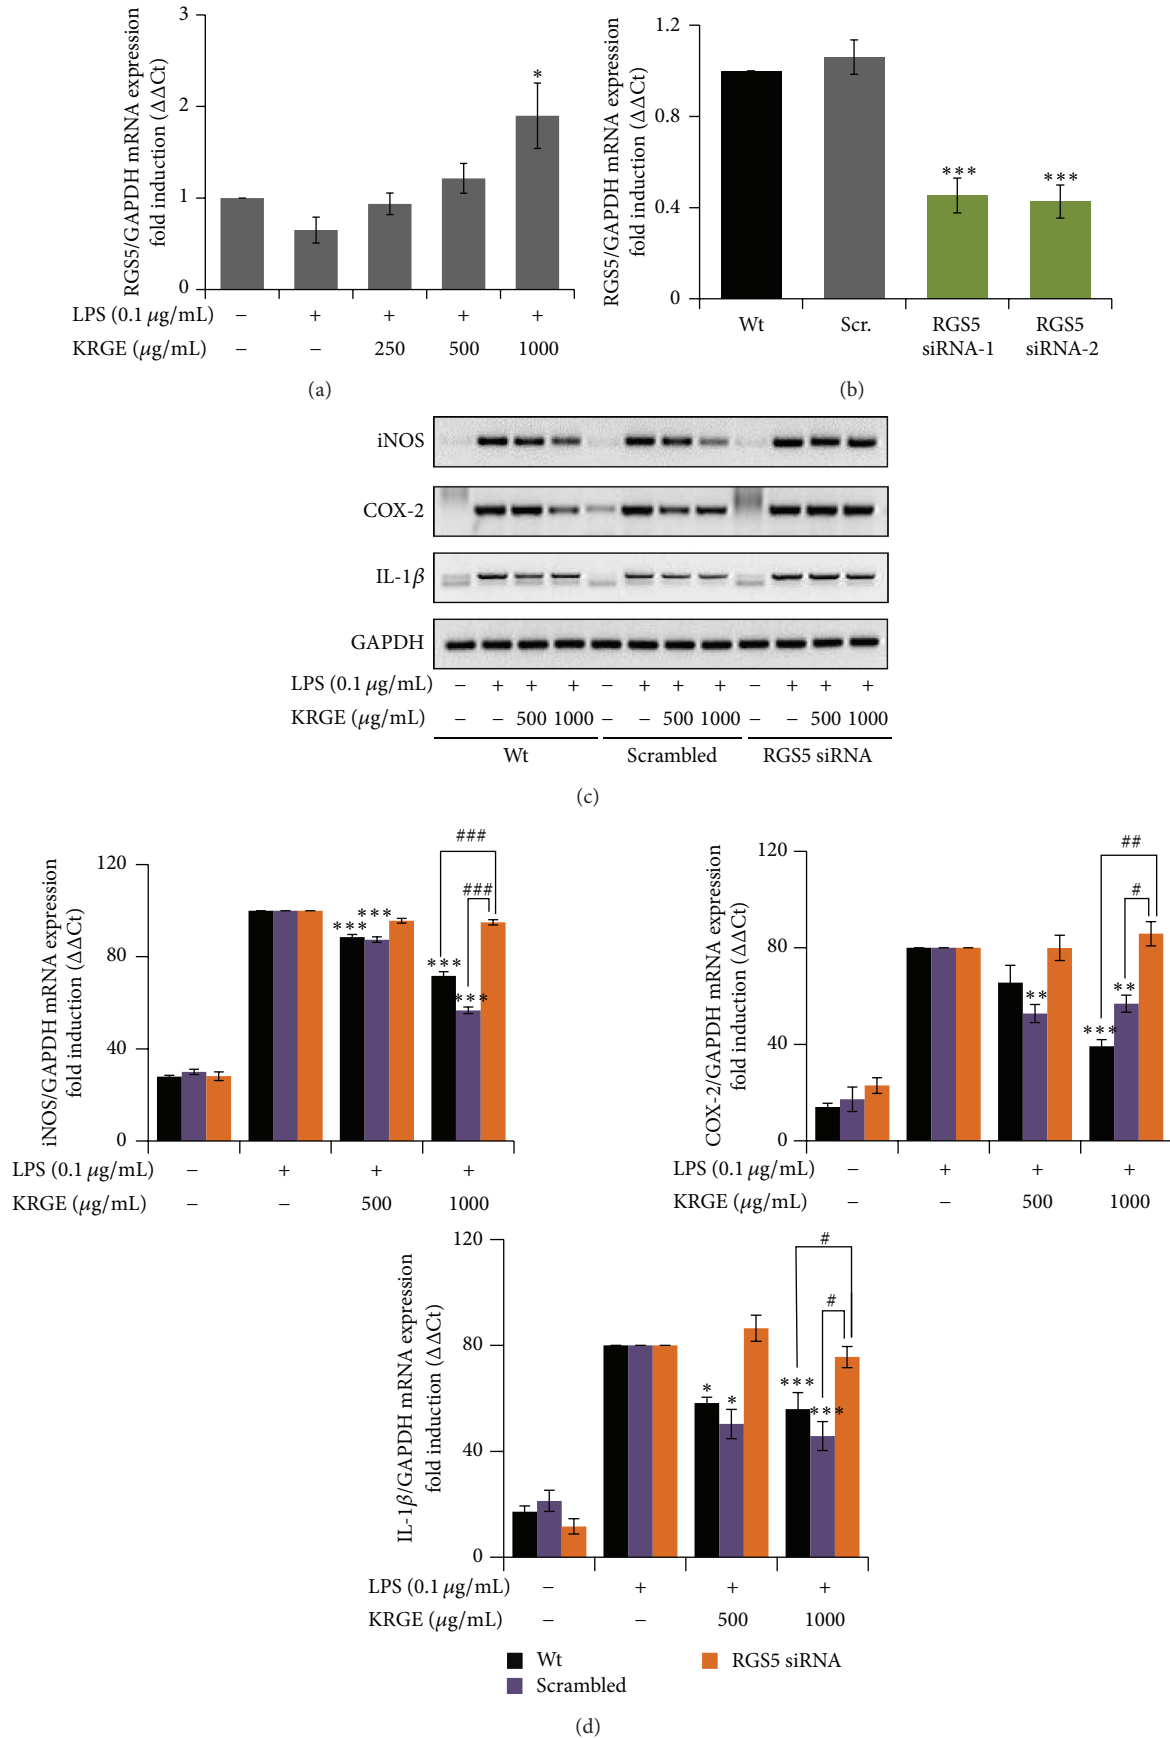 RGS5/GAPDH mRNA expression
fold induction (ΔΔCt)
3
2
1
0
*
LPS (0.1 μg/mL) − + + + +
KRGE (μg/mL) − − 250 500 1000
(a)
RGS5/GAPDH mRNA expression
fold induction (ΔΔCt)
1.2
0.8
0.4
0
*** ***
Wt Scr. RGS5 RGS5
siRNA-1 siRNA-2
(b)
iNOS
COX-2
IL-1β
GAPDH
LPS (0.1 μg/mL) − + + + − + + + − + + +
KRGE (μg/mL) − − 500 1000 − − 500 1000 − − 500 1000
Wt Scrambled RGS5 siRNA
(c)
iNOS/GAPDH mRNA expression
fold induction (ΔΔCt)
120
80
40
0
###
###
*** ***
*** ***
LPS (0.1 μg/mL) − + + +
KRGE (μg/mL) − − 500 1000
COX-2/GAPDH mRNA expression
fold induction (ΔΔCt)
120
80
40
0
##
#
** **
***
LPS (0.1 μg/mL) − + + +
KRGE (μg/mL) − − 500 1000
IL-1β/GAPDH mRNA expression
fold induction (ΔΔCt)
120
80
40
0
#
#
* * *** ***
LPS (0.1 μg/mL) − + + +
KRGE (μg/mL) − − 500 1000
Wt RGS5 siRNA
Scrambled
(d)